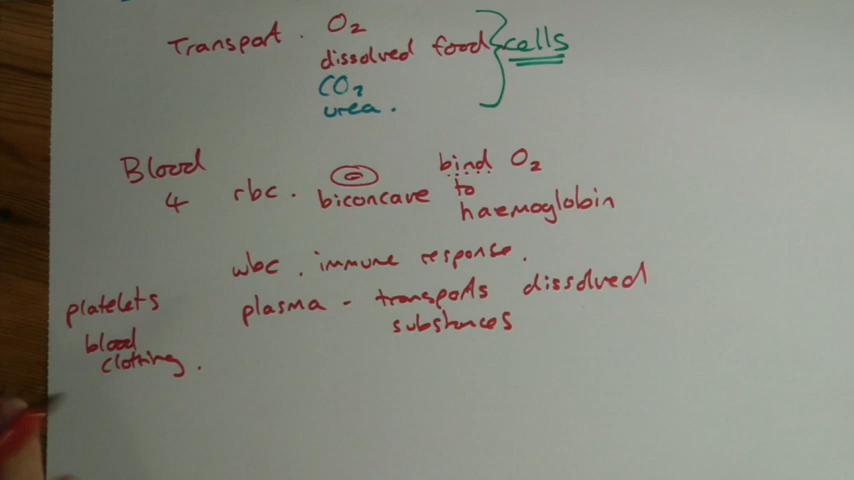 Transport . O2
dissolved food
cells
CO2
urea .
Blood
4
rbc .
biconcave
bind O2
to
haemoglobin
wbc . immune response .
plasma - transports dissolved
substances
platelets
blood
clotting .